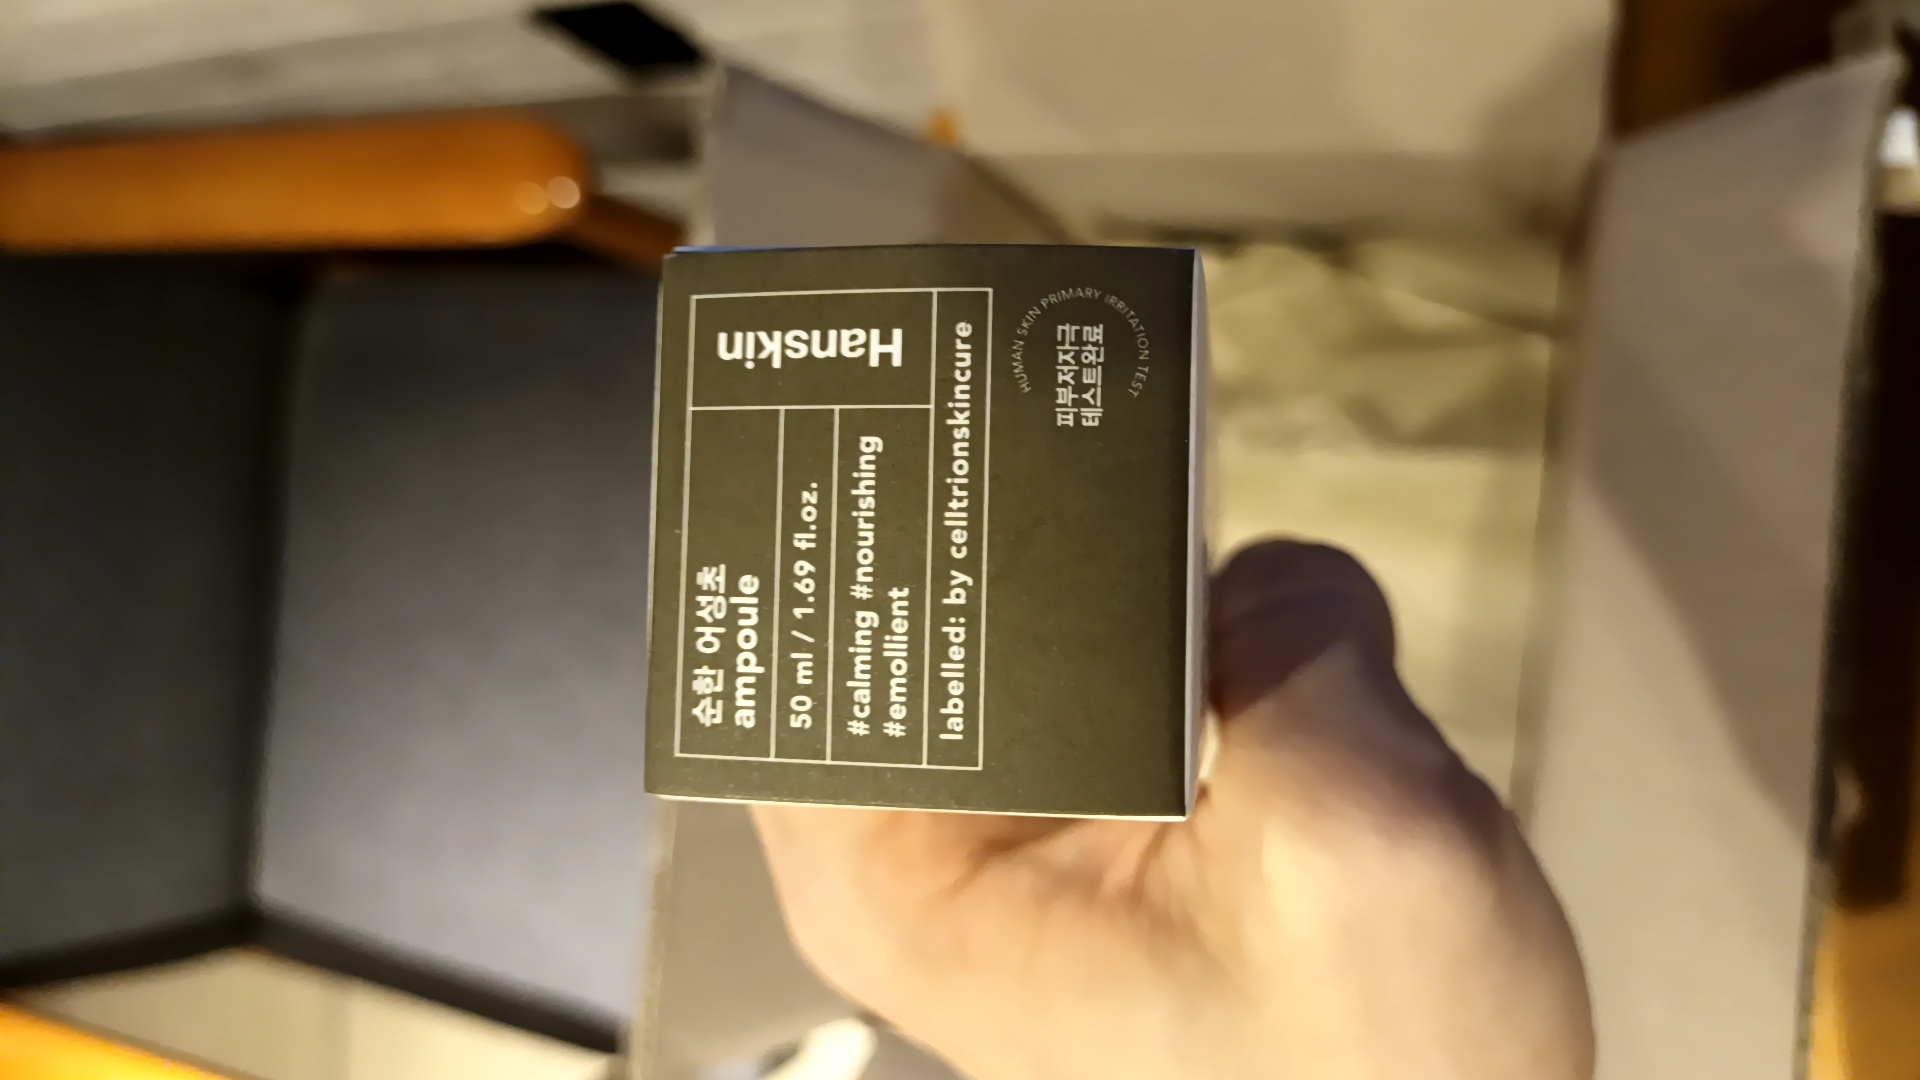 Hanskin
순한 어성초
ampoule
50 ml / 1.69 fl.oz.
#calming #nourishing
#emollient
labelled: by celltrionskincure
HUMAN SKIN PRIMARY IRRITATION TEST
피부저자극
테스트완료